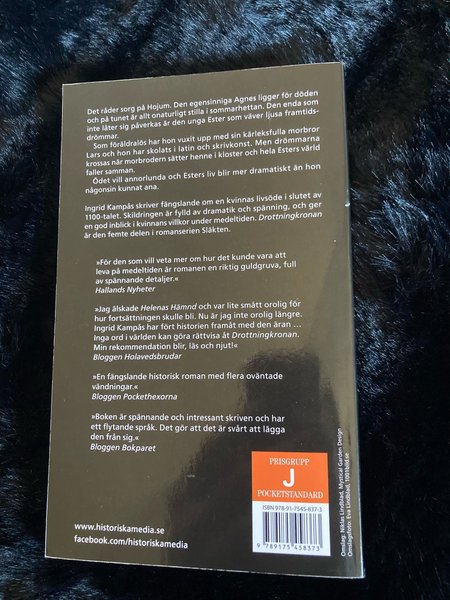 Det råder sorg på Hojum. Den egensinniga Agnes ligger för döden
och på tunet är allt onaturligt stilla i sommarhettan. Den enda som
inte låter sig påverkas är den unga Ester som väver ljusa framtids-
drömmar.
Som föräldralös har hon vuxit upp med sin kärleksfulla morbror
Lars och hon har skolats i latin och skrivkonst. Men drömmarna
krossas när morbrodern sätter henne i kloster och hela Esters värld
faller samman.
Ödet vill annorlunda och Esters liv blir mer dramatiskt än hon
någonsin kunnat ana.
Ingrid Kampås skriver fängslande om en kvinnas livsöde i slutet av
1100-talet. Skildringen är fylld av dramatik och spänning, och ger
en god inblick i kvinnans villkor under medeltiden. Drottningkronan
är den femte delen i romanserien Släkten.
»För den som vill veta mer om hur det kunde vara att
leva på medeltiden är romanen en riktig guldgruva, full
av spännande detaljer.«
Hallands Nyheter
»Jag älskade Helenas Hämnd och var lite smått orolig för
hur fortsättningen skulle bli. Nu är jag inte orolig längre.
Ingrid Kampås har fört historien framåt med den äran ...
Inga ord i världen kan göra rättvisa åt Drottningkronan.
Min rekommendation blir, läs och njut!«
Bloggen Holavedsbrudar
»En fängslande historisk roman med flera oväntade
vändningar.«
Bloggen Pockethexorna
»Boken är spännande och intressant skriven och har
ett flytande språk. Det gör att det är svårt att lägga
den från sig.«
Bloggen Bokparet
PRISGRUPP
J
POCKETSTANDARD
ISBN 978-91-7545-837-3
9 789175 458373
www.historiskamedia.se
facebook.com/historiskamedia
Omslag: Niklas Lindblad, Mystical Garden Design
Omslagsfoto: Eva Lindblad, 1001bild.se